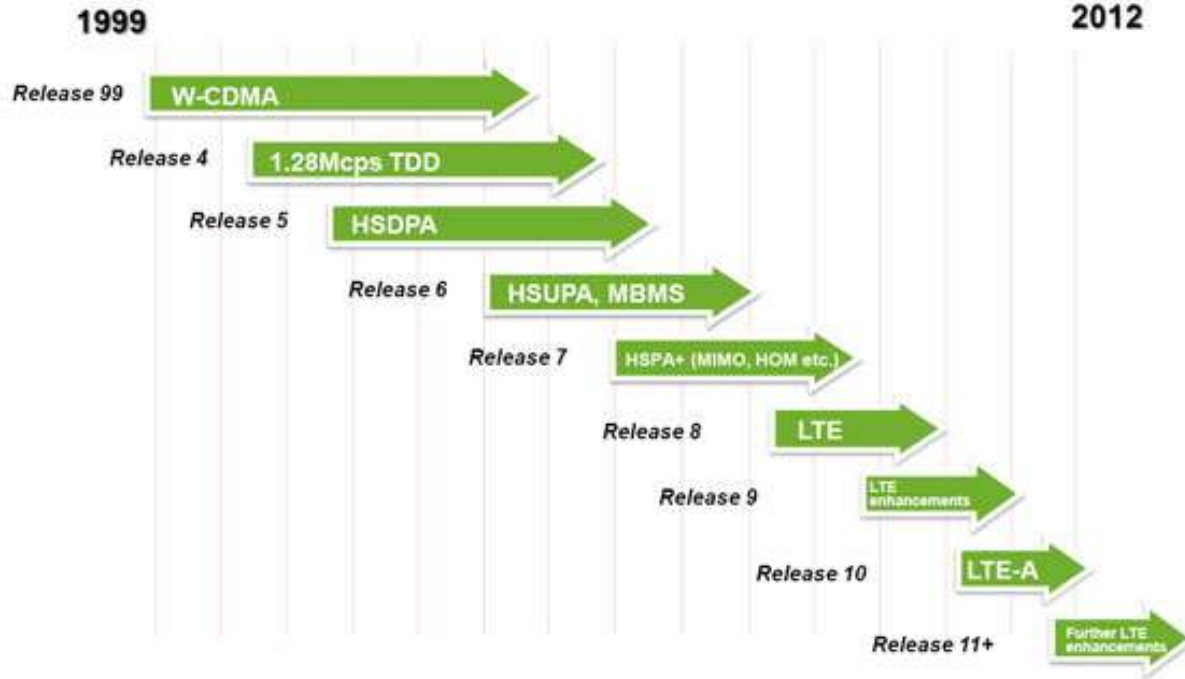 1999
2012
Release 99
W-CDMA
Release 4
1.28Mcps TDD
Release 5
HSDPA
Release 6
HSUPA, MBMS
Release 7
HSPA+ (MIMO, HOM etc.)
Release 8
LTE
Release 9
LTE
enhancements
Release 10
LTE-A
Release 11+
Further LTE
enhancements